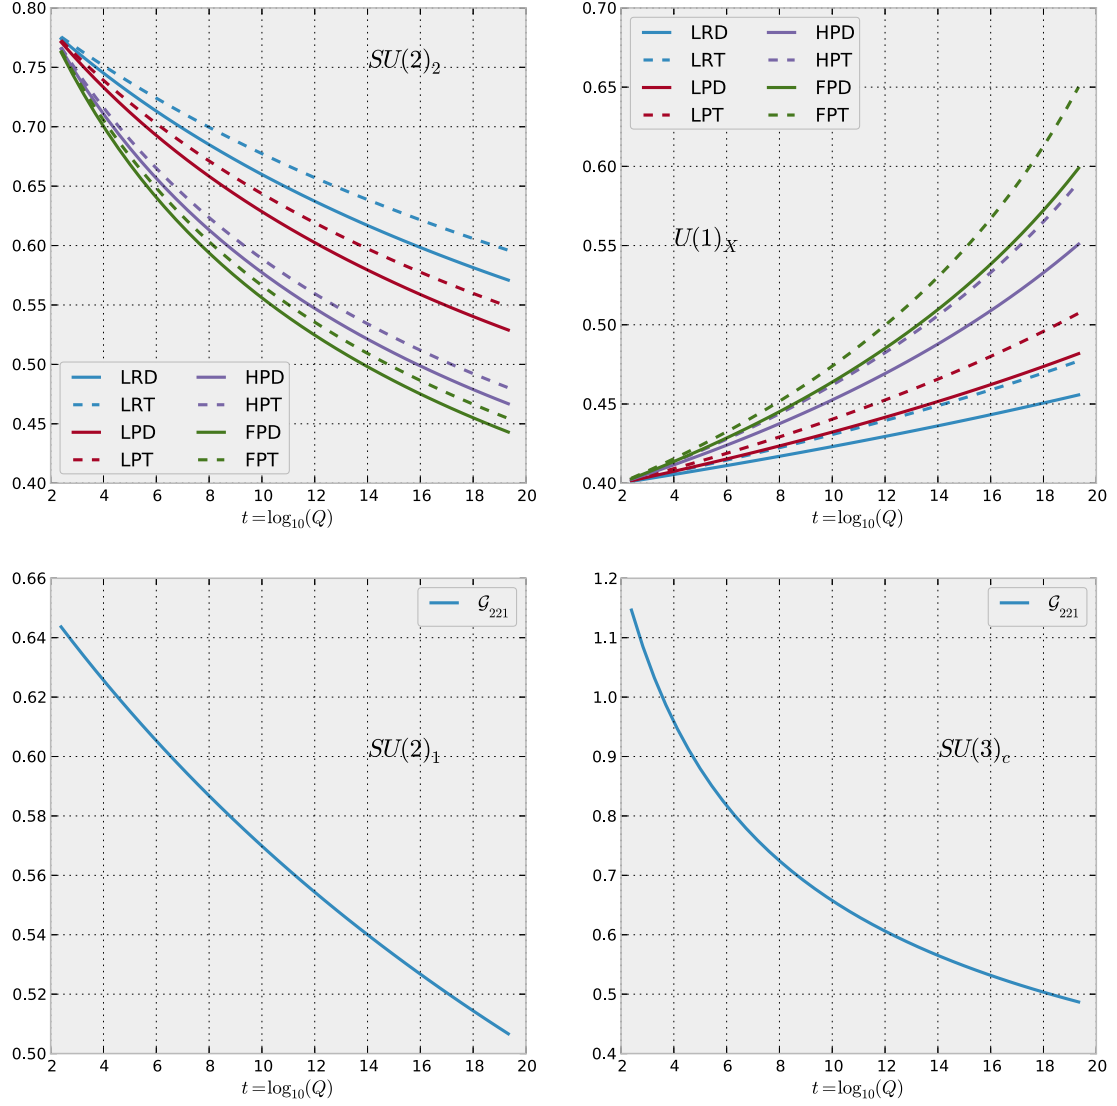 0.80
0.75
0.70
0.65
0.60
0.55
0.50
0.45
0.40
SU(2)₂
LRD HPD
LRT HPT
LPD FPD
LPT FPT
2 4 6 8 10 12 14 16 18 20
t=log₁₀(Q)
0.70
0.65
0.60
0.55
0.50
0.45
0.40
LRD HPD
LRT HPT
LPD FPD
LPT FPT
U(1)_X
2 4 6 8 10 12 14 16 18 20
t=log₁₀(Q)
0.66
0.64
0.62
0.60
0.58
0.56
0.54
0.52
0.50
𝒢₂₂₁
SU(2)₁
2 4 6 8 10 12 14 16 18 20
t=log₁₀(Q)
1.2
1.1
1.0
0.9
0.8
0.7
0.6
0.5
0.4
𝒢₂₂₁
SU(3)_c
2 4 6 8 10 12 14 16 18 20
t=log₁₀(Q)